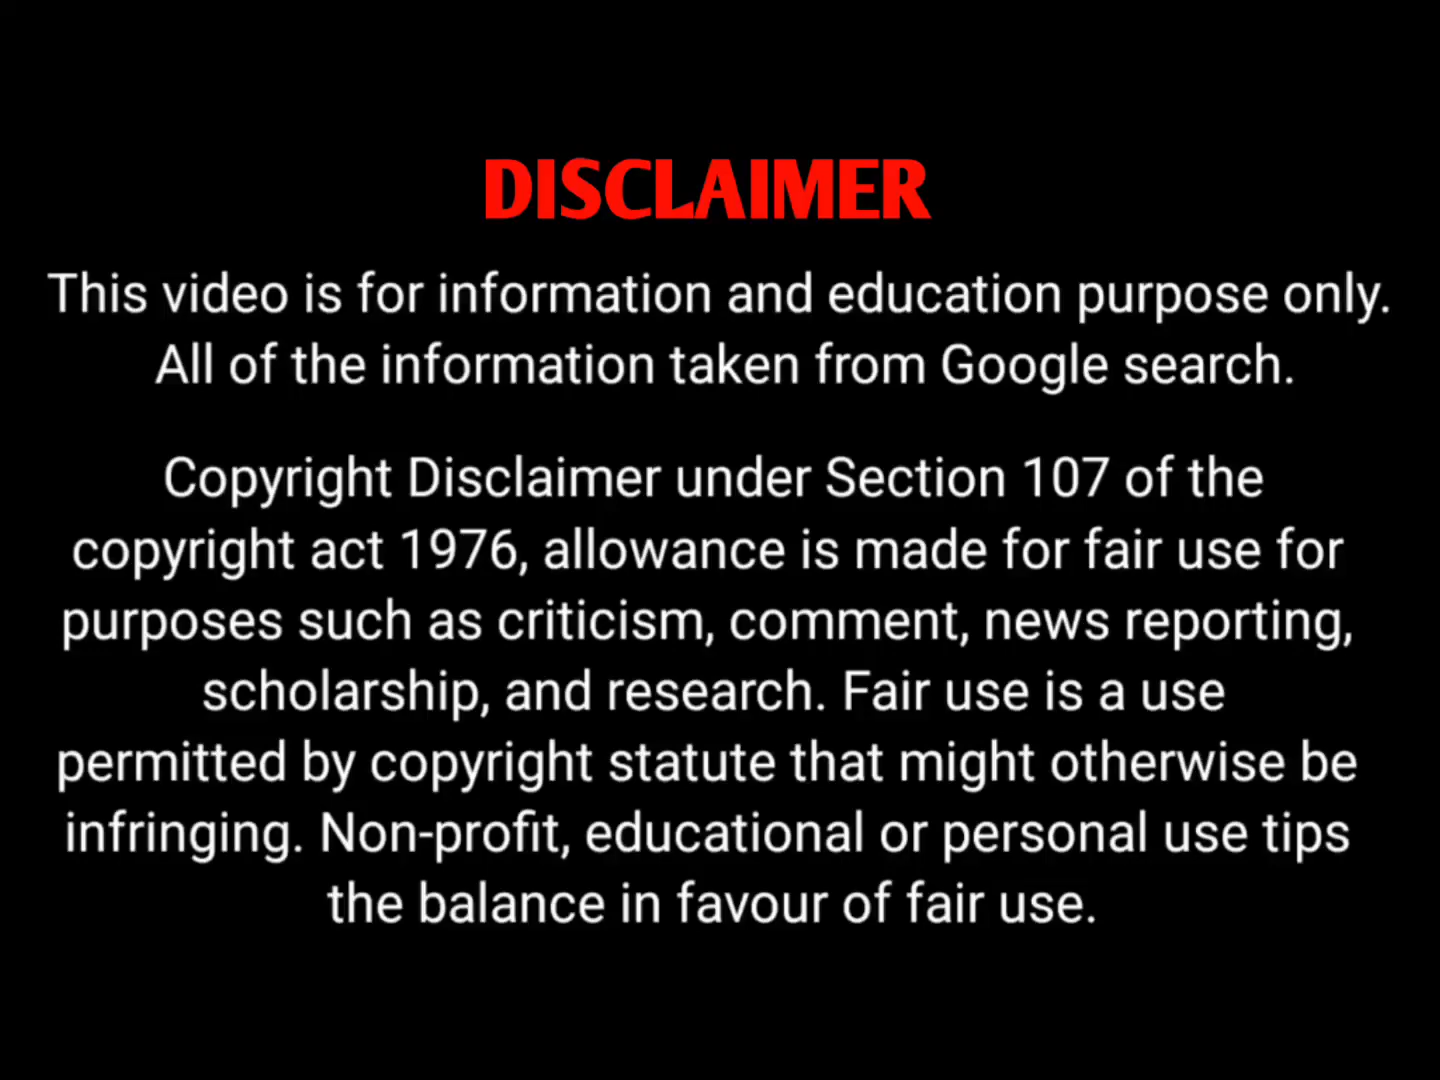 DISCLAIMER
This video is for information and education purpose only.
All of the information taken from Google search.
Copyright Disclaimer under Section 107 of the
copyright act 1976, allowance is made for fair use for
purposes such as criticism, comment, news reporting,
scholarship, and research. Fair use is a use
permitted by copyright statute that might otherwise be
infringing. Non-profit, educational or personal use tips
the balance in favour of fair use.